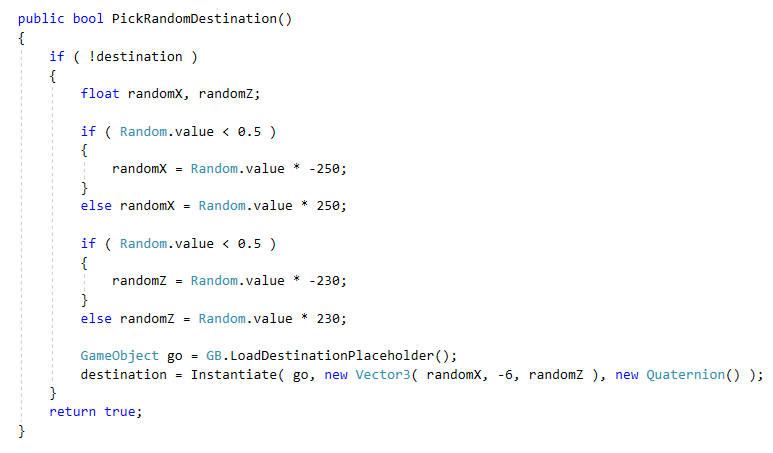 public bool PickRandomDestination()
{
if ( !destination )
{
float randomX, randomZ;
if ( Random.value < 0.5 )
{
randomX = Random.value * -250;
}
else randomX = Random.value * 250;
if ( Random.value < 0.5 )
{
randomZ = Random.value * -230;
}
else randomZ = Random.value * 230;
GameObject go = GB.LoadDestinationPlaceholder();
destination = Instantiate( go, new Vector3( randomX, -6, randomZ ), new Quaternion() );
}
return true;
}